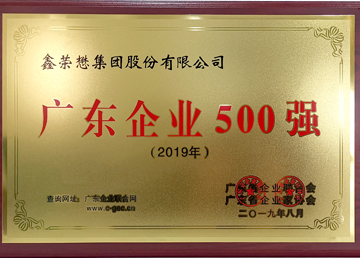 鑫荣懋集团股份有限公司
广东企业500强
(2019年)
查询网址：广东企业联合网
www.c-gec.cn
广东省企业联合会
广东省企业家协会
二〇一九年八月